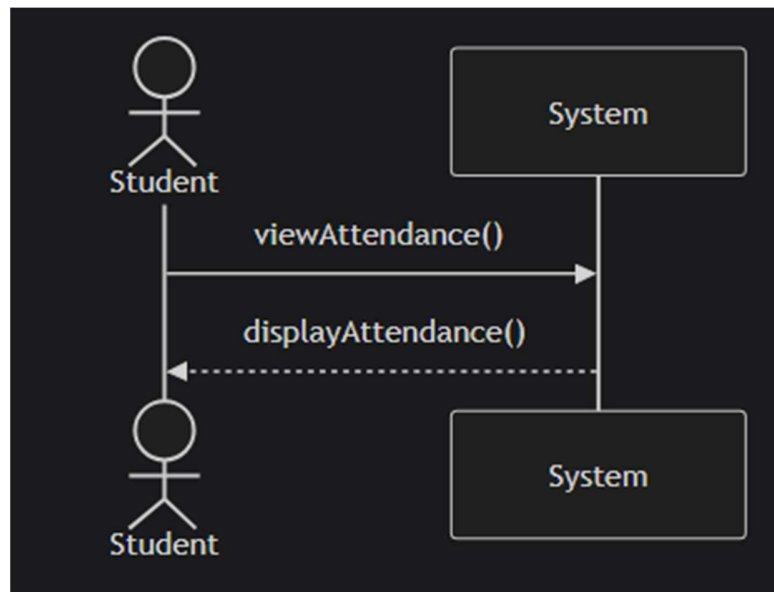 System
Student
viewAttendance()
displayAttendance()
System
Student